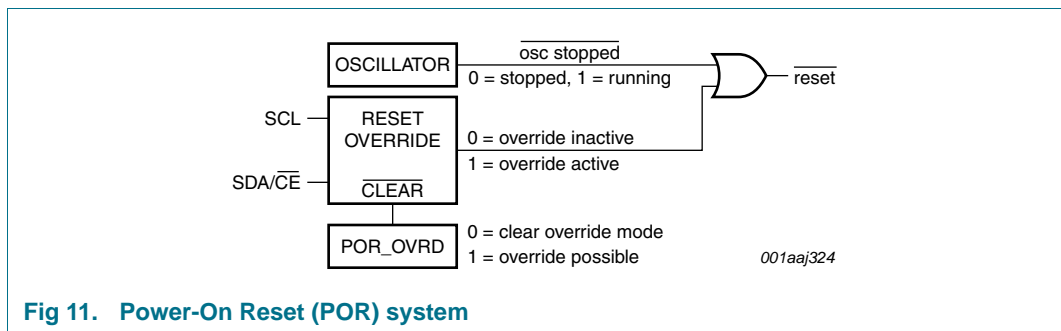 OSCILLATOR
osc stopped
0 = stopped, 1 = running
reset
SCL
RESET
OVERRIDE
0 = override inactive
1 = override active
SDA/CE
CLEAR
POR_OVRD
0 = clear override mode
1 = override possible
001aaj324
Fig 11. Power-On Reset (POR) system